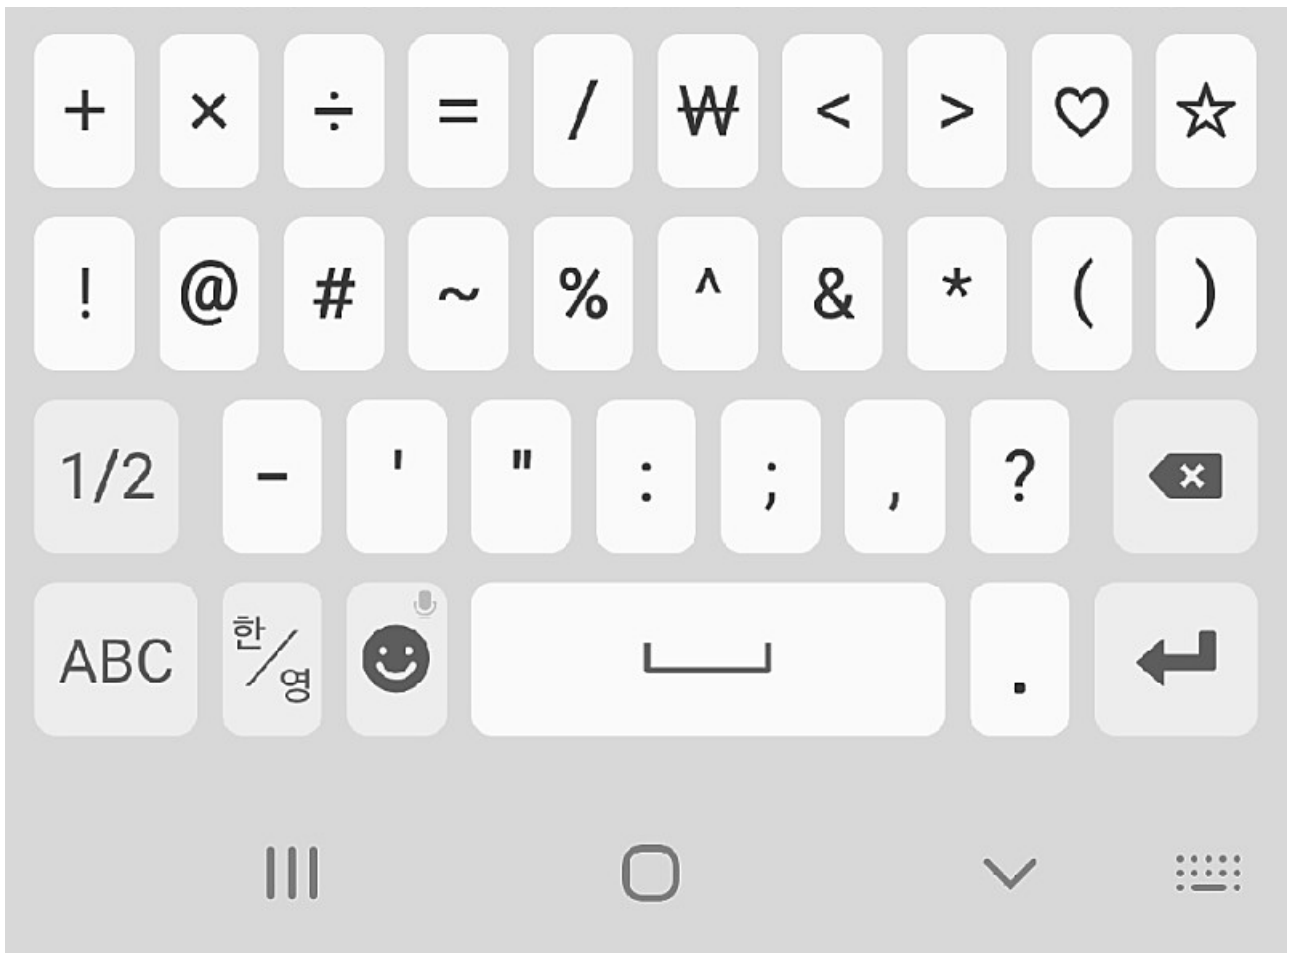 + × ÷ = / ₩ < > ♡ ☆
! @ # ~ % ^ & * ( )
1/2 - ' " : ; , ?
ABC 한/영 .